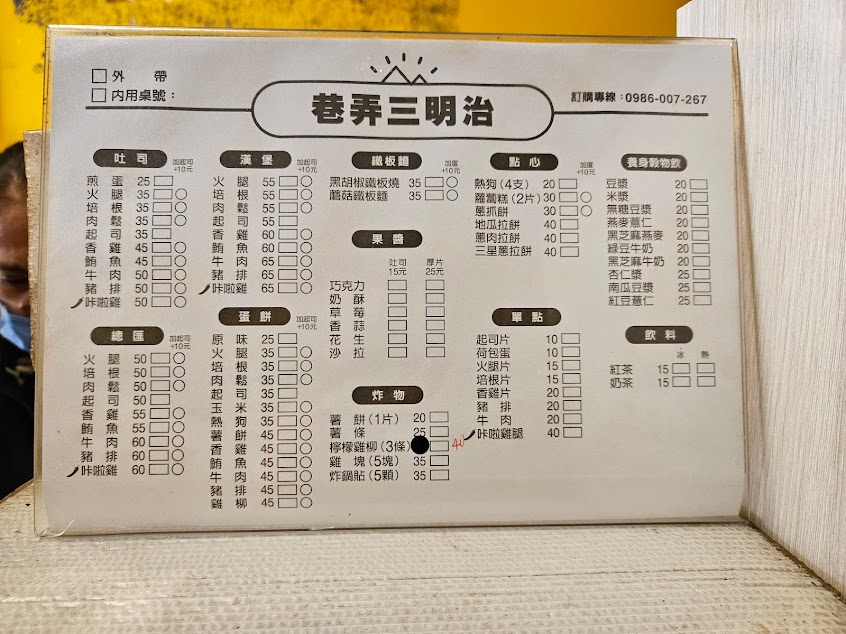 外帶
內用桌號：
巷弄三明治
訂購專線：0986-007-267
吐司 加起司+10元
煎蛋 25
火腿 35
培根 35
肉鬆 35
起司 35
香雞 45
鮪魚 45
牛肉 50
豬排 50
咔啦雞 50
總匯 加起司+10元
火腿 50
培根 50
肉鬆 50
起司 50
香雞 55
鮪魚 55
牛肉 60
豬排 60
咔啦雞 60
漢堡 加起司+10元
火腿 55
培根 55
肉鬆 55
起司 55
香雞 60
鮪魚 60
牛肉 65
豬排 65
咔啦雞 65
蛋餅 加起司+10元
原味 25
火腿 35
培根 35
肉鬆 35
起司 35
玉米 35
熱狗 35
薯餅 45
香雞 45
鮪魚 45
牛肉 45
豬排 45
雞柳 45
鐵板麵 加蛋+10元
黑胡椒鐵板燒 35
蘑菇鐵板麵 35
果醬
吐司15元 厚片25元
巧克力
奶酥
草莓
香蒜
花生
沙拉
炸物
薯餅(1片) 20
薯條 25
檸檬雞柳(3條) 40
雞塊(5塊) 35
炸鍋貼(5顆) 35
點心 加蛋+10元
熱狗(4支) 20
蘿蔔糕(2片) 30
蔥抓餅 30
地瓜拉餅 40
蔥肉拉餅 40
三星蔥拉餅 40
單點
起司片 10
荷包蛋 10
火腿片 15
培根片 15
香雞片 20
豬排 20
牛肉 20
咔啦雞腿 40
養身穀物飲
豆漿 20
米漿 20
無糖豆漿 20
燕麥薏仁 20
黑芝麻燕麥 20
綠豆牛奶 20
黑芝麻牛奶 20
杏仁漿 25
南瓜豆漿 25
紅豆薏仁 25
飲料
冰 熱
紅茶 15
奶茶 15